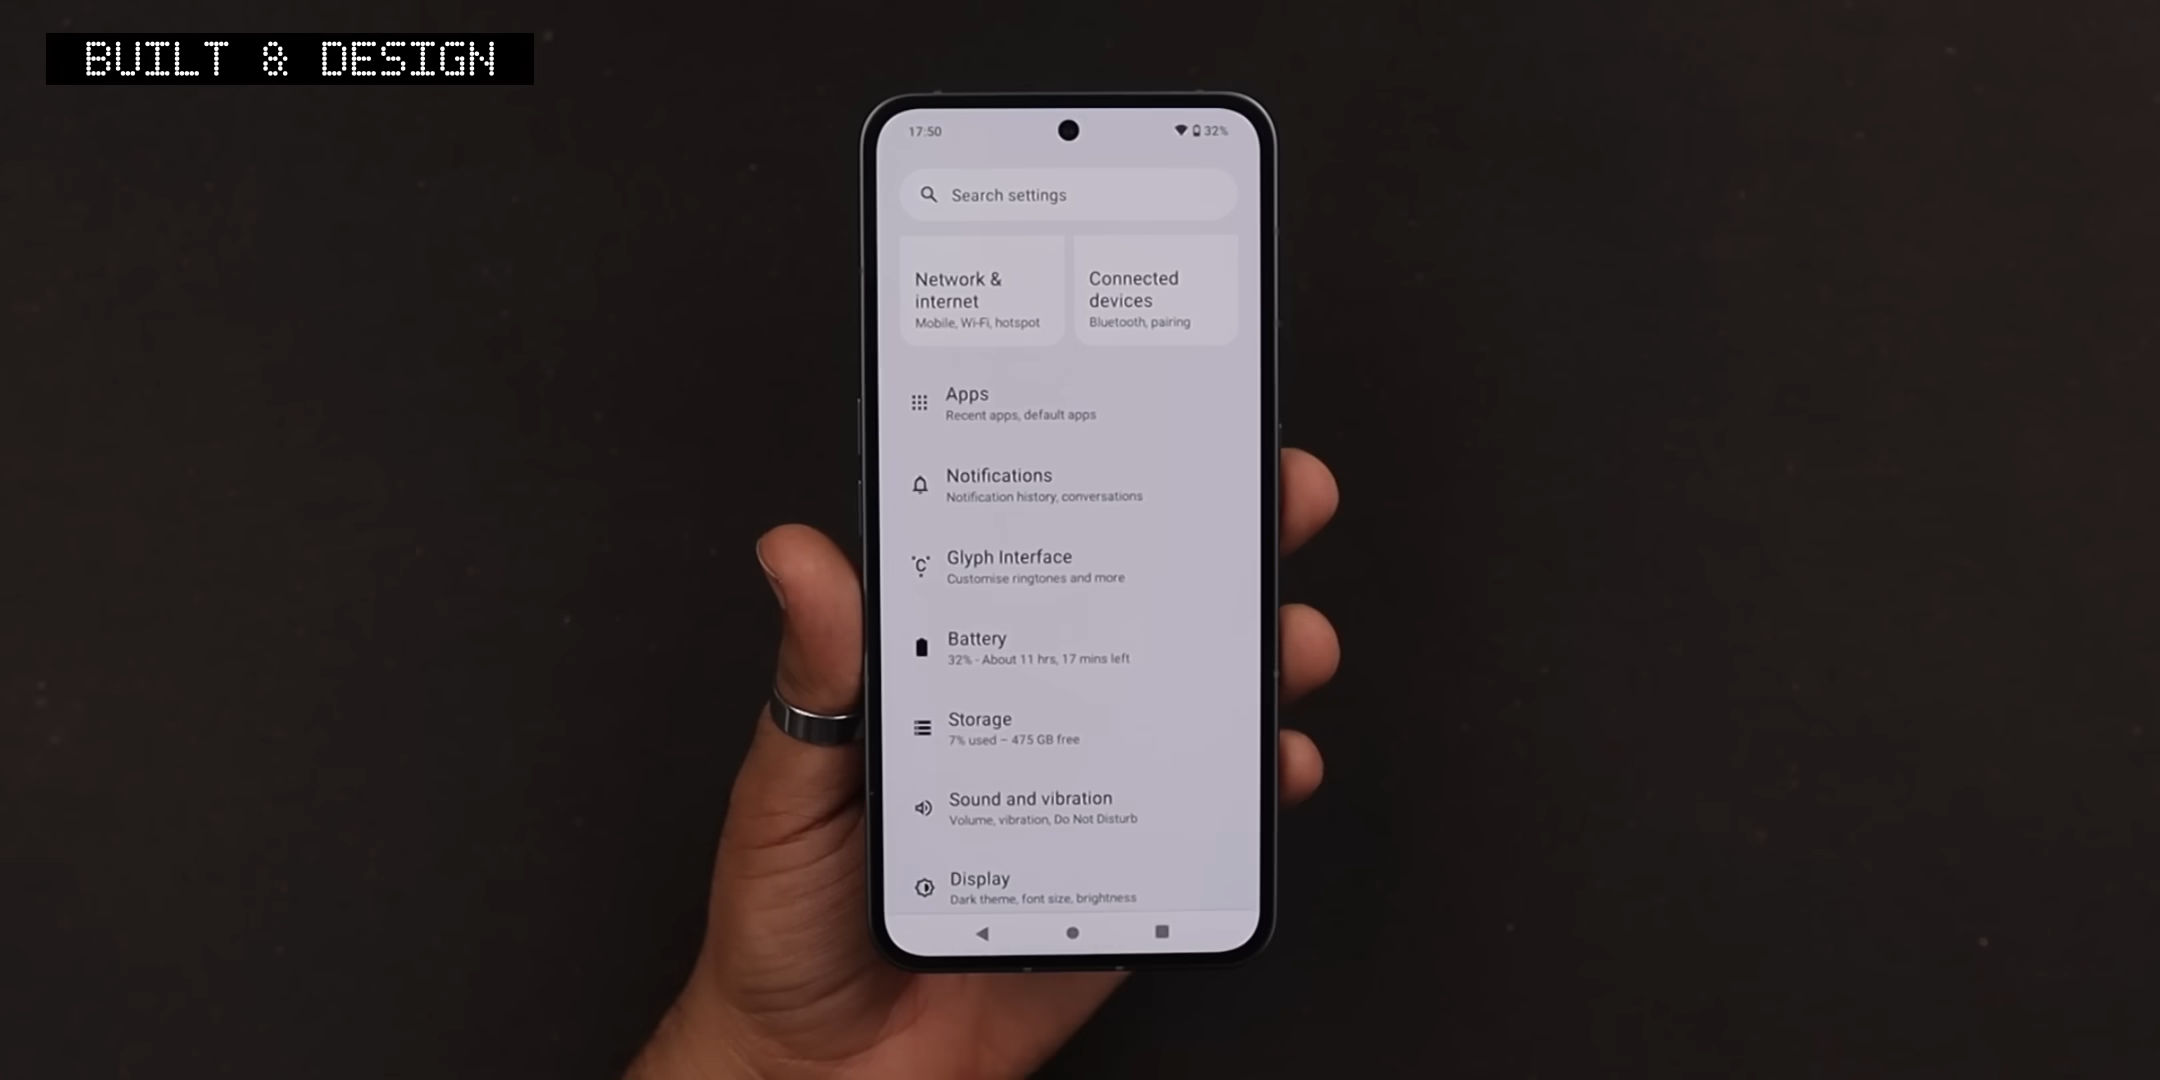 BUILT & DESIGN
17:50
32%
Search settings
Network &
internet
Mobile, Wi-Fi, hotspot
Connected
devices
Bluetooth, pairing
Apps
Recent apps, default apps
Notifications
Notification history, conversations
Glyph Interface
Customise ringtones and more
Battery
32% - About 11 hrs, 17 mins left
Storage
7% used – 475 GB free
Sound and vibration
Volume, vibration, Do Not Disturb
Display
Dark theme, font size, brightness